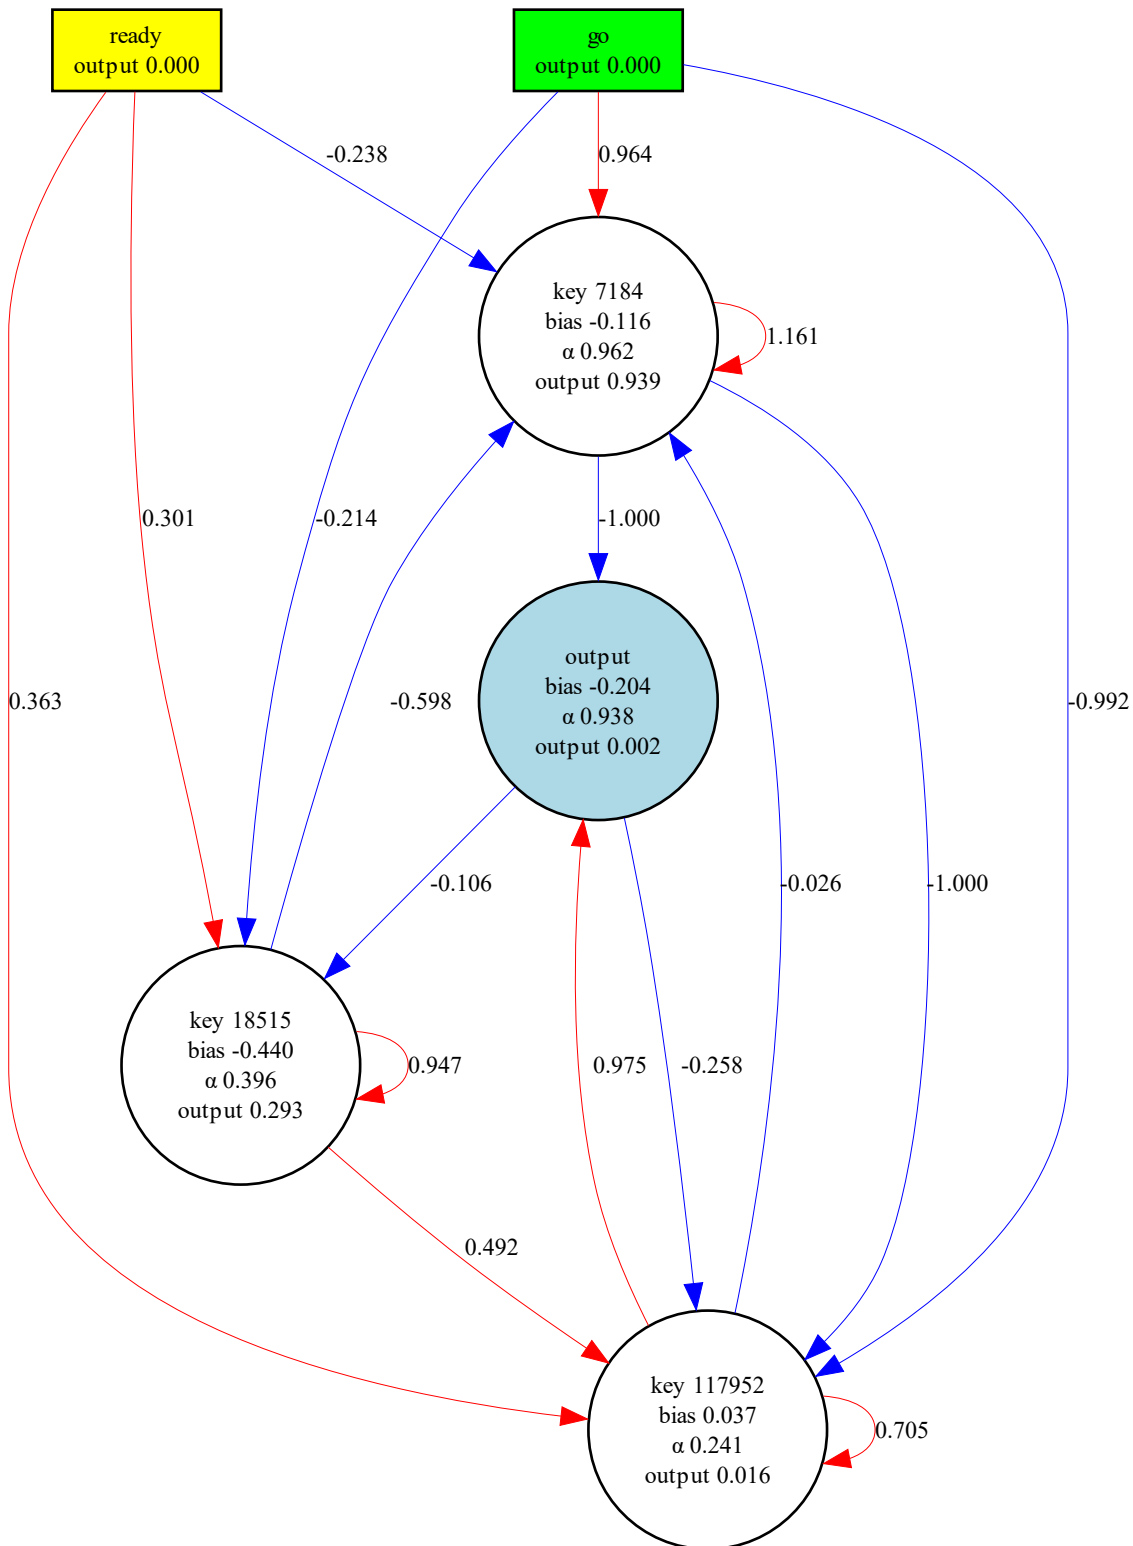 ready
output 0.000
go
output 0.000
-0.238
0.964
key 7184
bias -0.116
α 0.962
output 0.939
1.161
0.301
-0.214
-1.000
output
bias -0.204
α 0.938
output 0.002
0.363
-0.598
-0.992
-0.106
-0.026
-1.000
key 18515
bias -0.440
α 0.396
output 0.293
0.947
0.975
-0.258
0.492
key 117952
bias 0.037
α 0.241
output 0.016
0.705